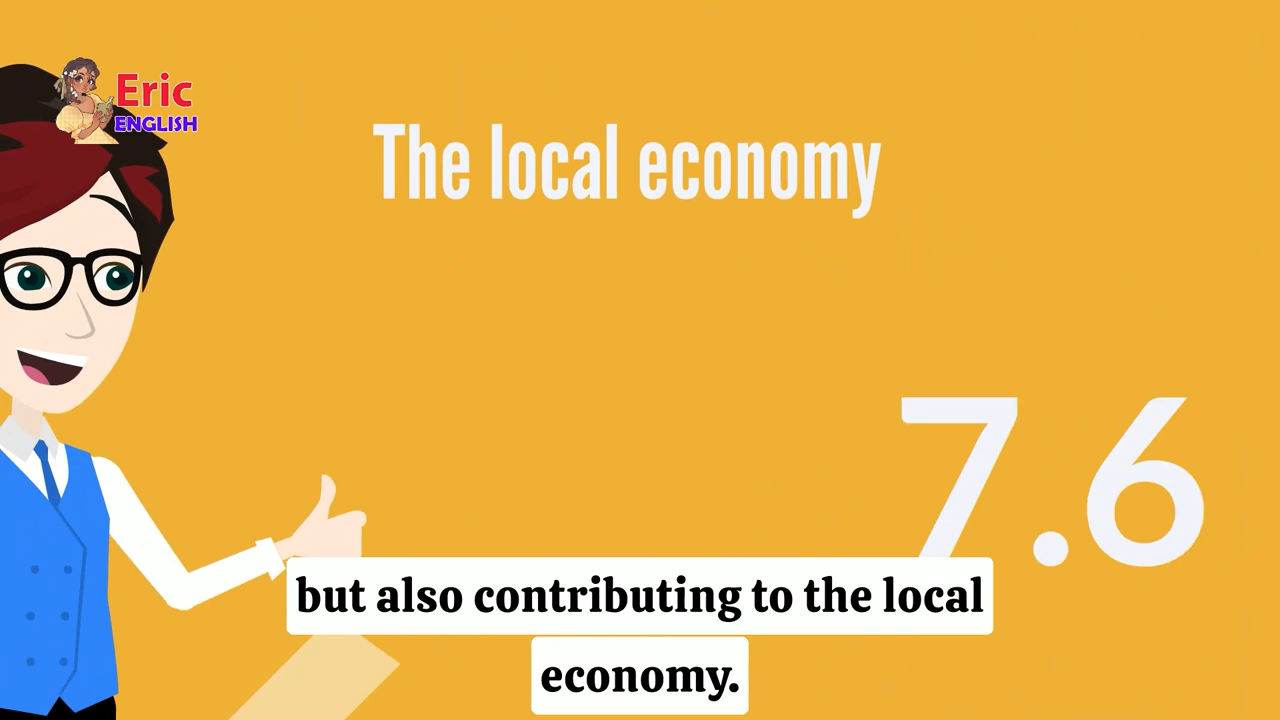 Eric
ENGLISH
The local economy
7.6
but also contributing to the local
economy.